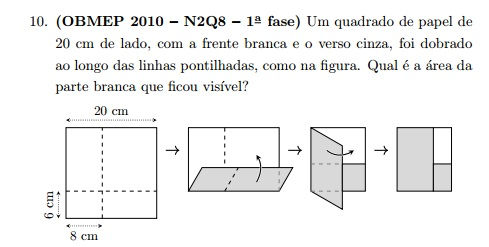 10. (OBMEP 2010 – N2Q8 – 1ª fase) Um quadrado de papel de
20 cm de lado, com a frente branca e o verso cinza, foi dobrado
ao longo das linhas pontilhadas, como na figura. Qual é a área da
parte branca que ficou visível?
20 cm
6 cm
8 cm